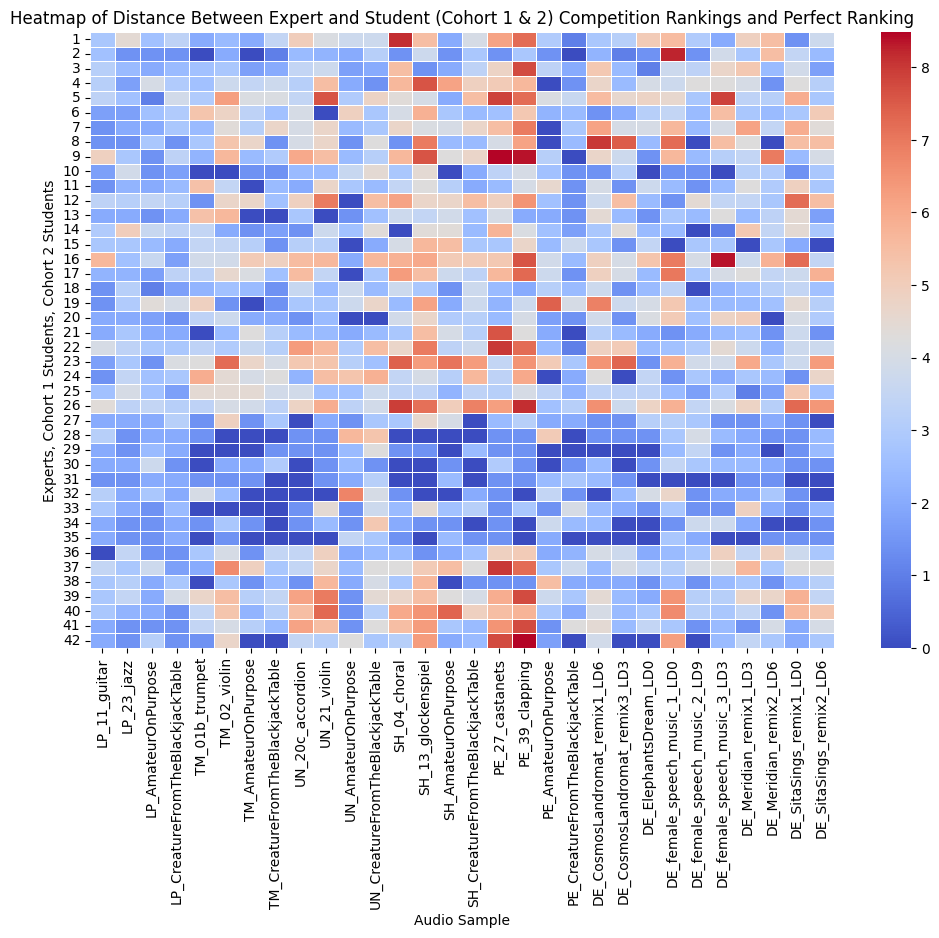 Heatmap of Distance Between Expert and Student (Cohort 1 & 2) Competition Rankings and Perfect Ranking
Experts, Cohort 1 Students, Cohort 2 Students
1
2
3
4
5
6
7
8
9
10
11
12
13
14
15
16
17
18
19
20
21
22
23
24
25
26
27
28
29
30
31
32
33
34
35
36
37
38
39
40
41
42
LP_11_guitar
LP_23_jazz
LP_AmateurOnPurpose
LP_CreatureFromTheBlackjackTable
TM_01b_trumpet
TM_02_violin
TM_AmateurOnPurpose
TM_CreatureFromTheBlackjackTable
UN_20c_accordion
UN_21_violin
UN_AmateurOnPurpose
UN_CreatureFromTheBlackjackTable
SH_04_choral
SH_13_glockenspiel
SH_AmateurOnPurpose
SH_CreatureFromTheBlackjackTable
PE_27_castanets
PE_39_clapping
PE_AmateurOnPurpose
PE_CreatureFromTheBlackjackTable
DE_CosmosLandromat_remix1_LD6
DE_CosmosLandromat_remix3_LD3
DE_ElephantsDream_LD0
DE_female_speech_music_1_LD0
DE_female_speech_music_2_LD9
DE_female_speech_music_3_LD3
DE_Meridian_remix1_LD3
DE_Meridian_remix2_LD6
DE_SitaSings_remix1_LD0
DE_SitaSings_remix2_LD6
Audio Sample
8
7
6
5
4
3
2
1
0